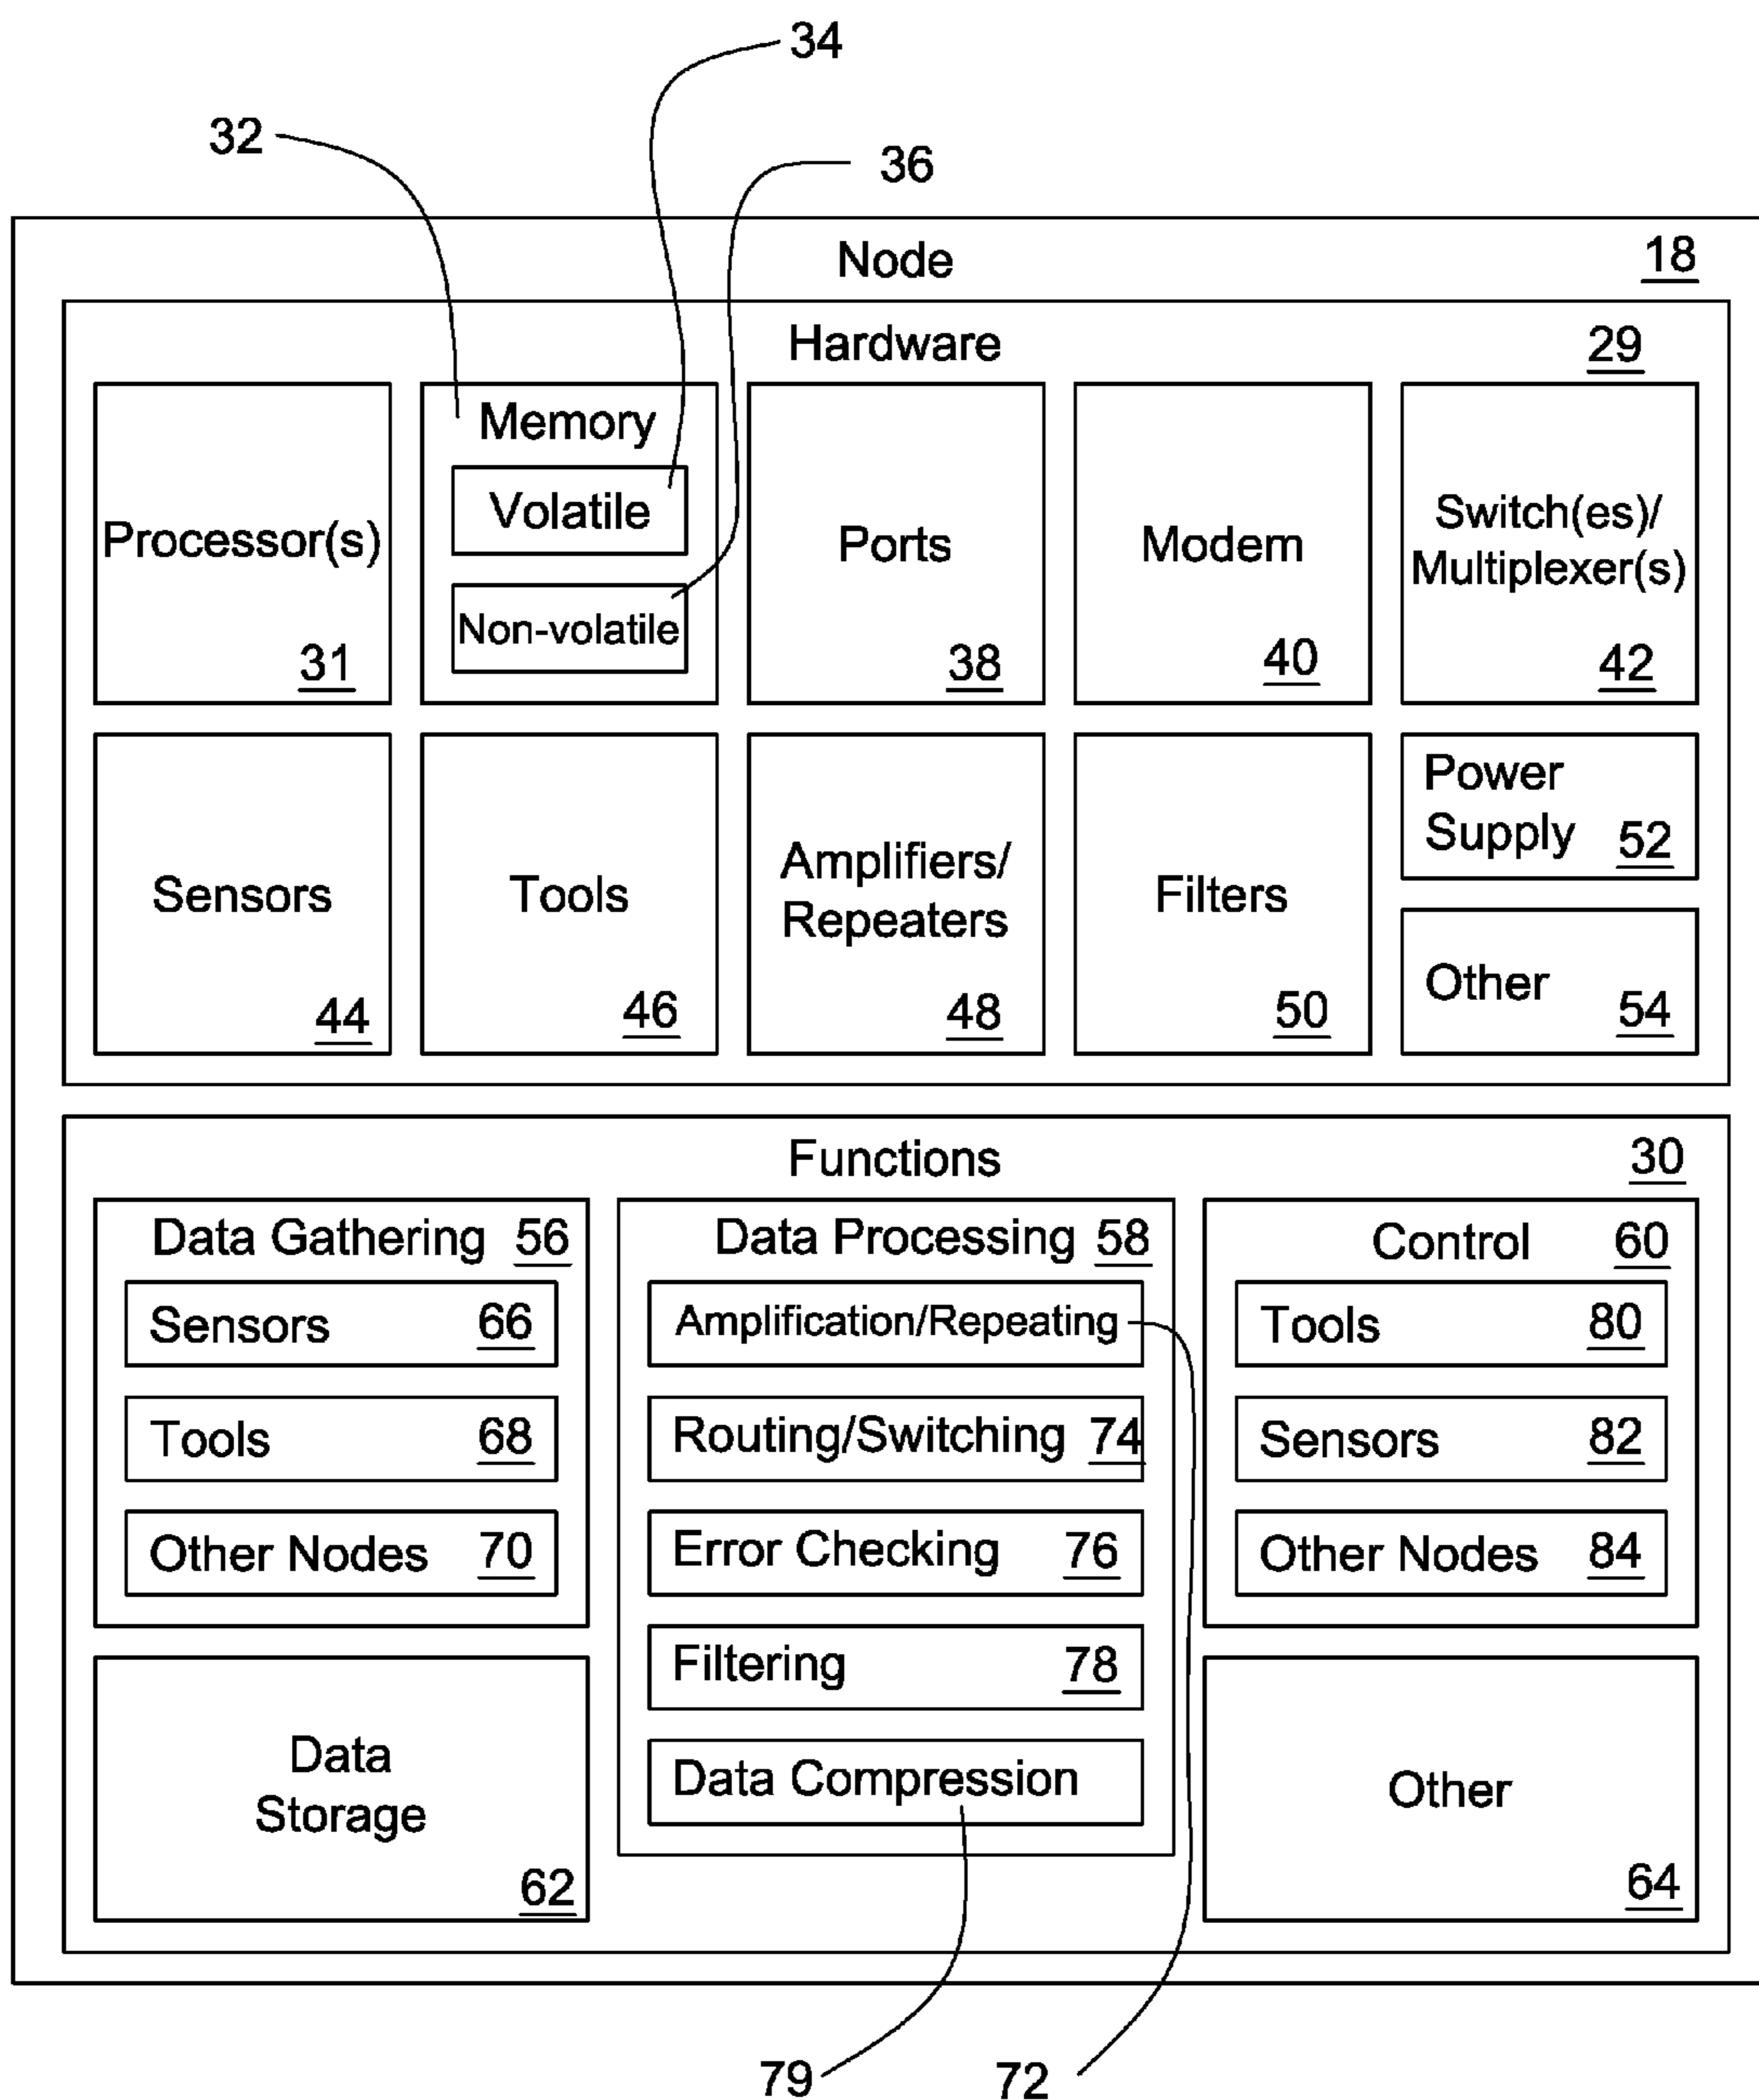 34
32
36
Node 18
Hardware 29
Processor(s)
31
Memory
Volatile
Non-volatile
Ports
38
Modem
40
Switch(es)/
Multiplexer(s)
42
Sensors
44
Tools
46
Amplifiers/
Repeaters
48
Filters
50
Power
Supply 52
Other
54
Functions 30
Data Gathering 56
Sensors 66
Tools 68
Other Nodes 70
Data Processing 58
Amplification/Repeating
Routing/Switching 74
Error Checking 76
Filtering 78
Data Compression
Control 60
Tools 80
Sensors 82
Other Nodes 84
Data
Storage
62
Other
64
79
72